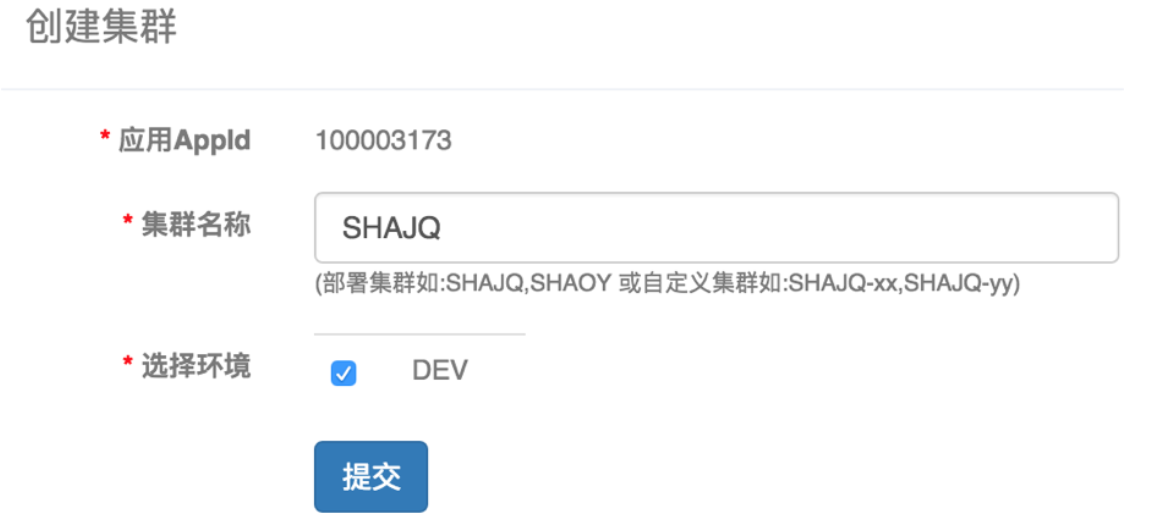 创建集群
* 应用AppId 100003173
* 集群名称 SHAJQ
(部署集群如:SHAJQ,SHAOY 或自定义集群如:SHAJQ-xx,SHAJQ-yy)
* 选择环境 DEV
提交